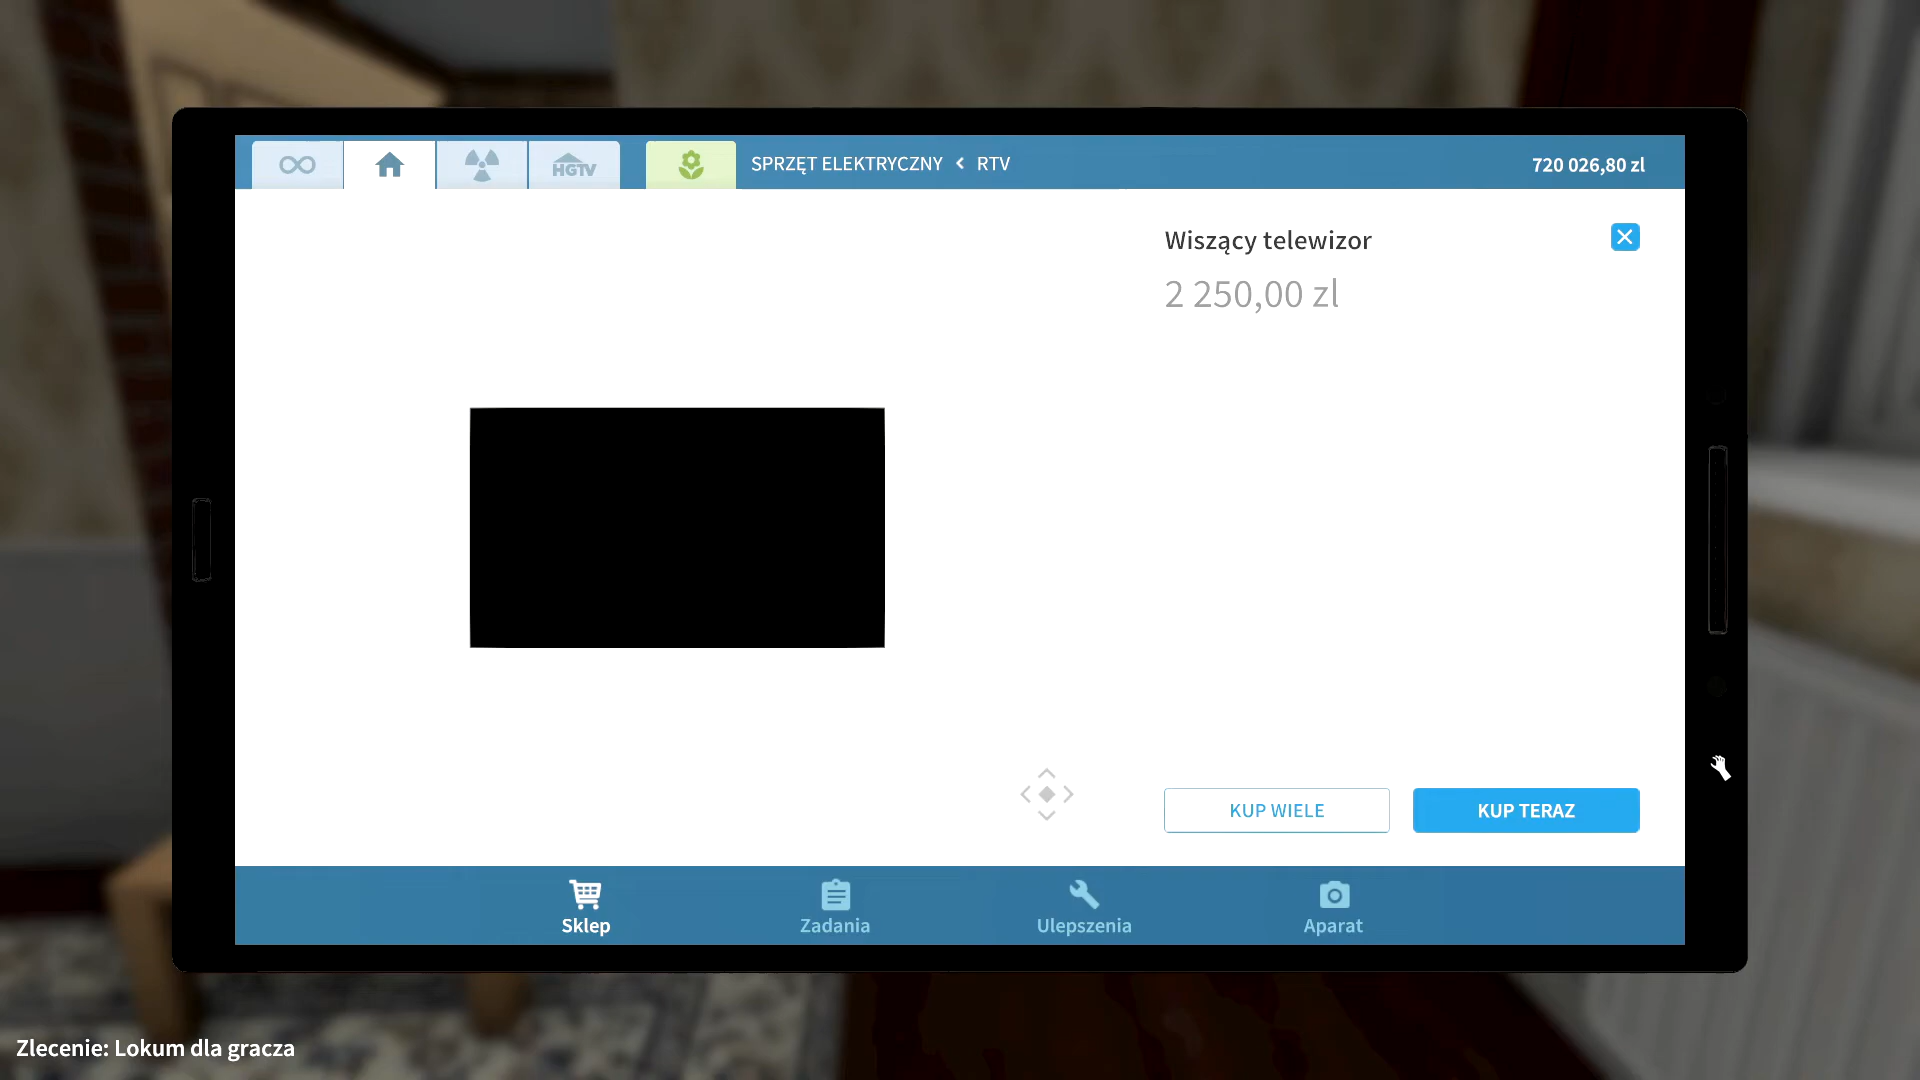 HGTV
SPRZĘT ELEKTRYCZNY < RTV
720 026,80 zl
Wiszący telewizor
2 250,00 zl
KUP WIELE
KUP TERAZ
Sklep
Zadania
Ulepszenia
Aparat
Zlecenie: Lokum dla gracza